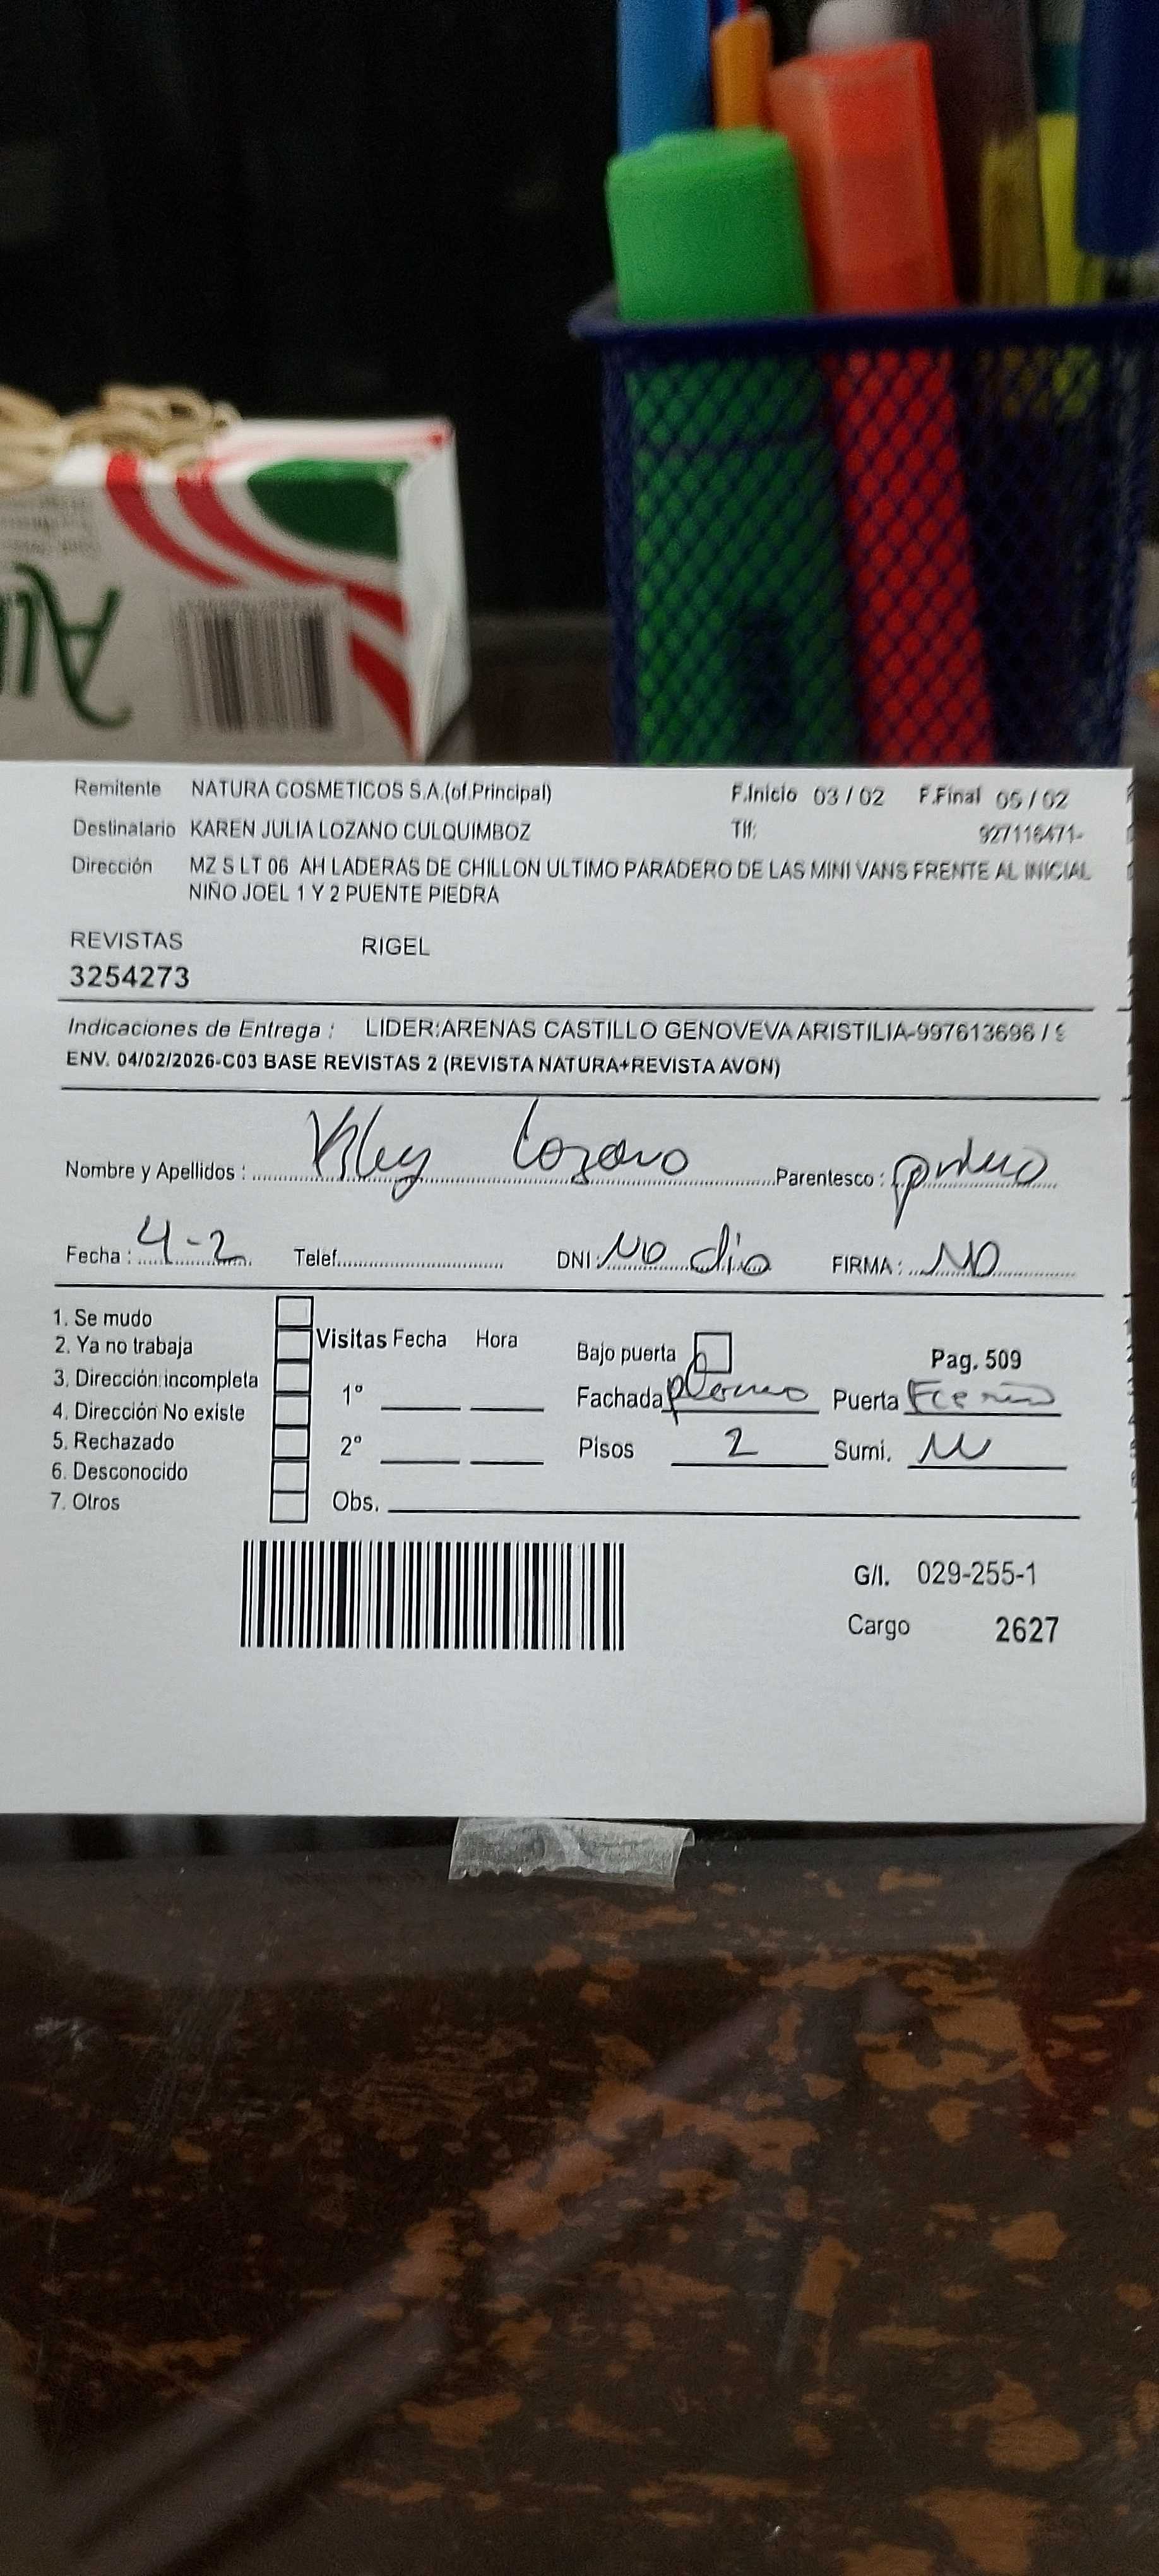 Remitente NATURA COSMETICOS S.A.(of.Principal) F.Inicio 03 / 02 F.Final 05 / 02
Destinatario KAREN JULIA LOZANO CULQUIMBOZ Tlf: 927116471-
Dirección MZ S LT 06 AH LADERAS DE CHILLON ULTIMO PARADERO DE LAS MINI VANS FRENTE AL INICIAL
NIÑO JOEL 1 Y 2 PUENTE PIEDRA
REVISTAS RIGEL
3254273
Indicaciones de Entrega : LIDER:ARENAS CASTILLO GENOVEVA ARISTILIA-997613696 / 9
ENV. 04/02/2026-C03 BASE REVISTAS 2 (REVISTA NATURA+REVISTA AVON)
Nombre y Apellidos : Lozano Parentesco : primo
Fecha : 4-2 Telef. DNI: NO dio FIRMA : NO
1. Se mudo
2. Ya no trabaja
3. Dirección incompleta
4. Dirección No existe
5. Rechazado
6. Desconocido
7. Otros
Visitas Fecha Hora
1º
2º
Obs.
Bajo puerta Pag. 509
Fachada Puerta
Pisos 2 Sumi.
G/I. 029-255-1
Cargo 2627